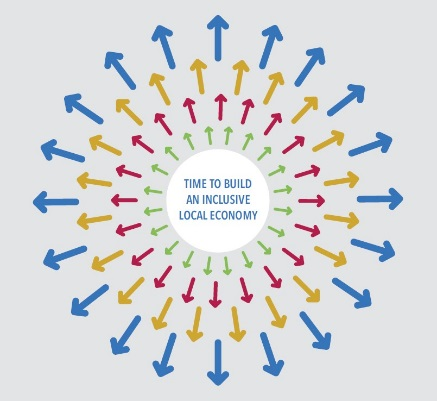 TIME TO BUILD
AN INCLUSIVE
LOCAL ECONOMY